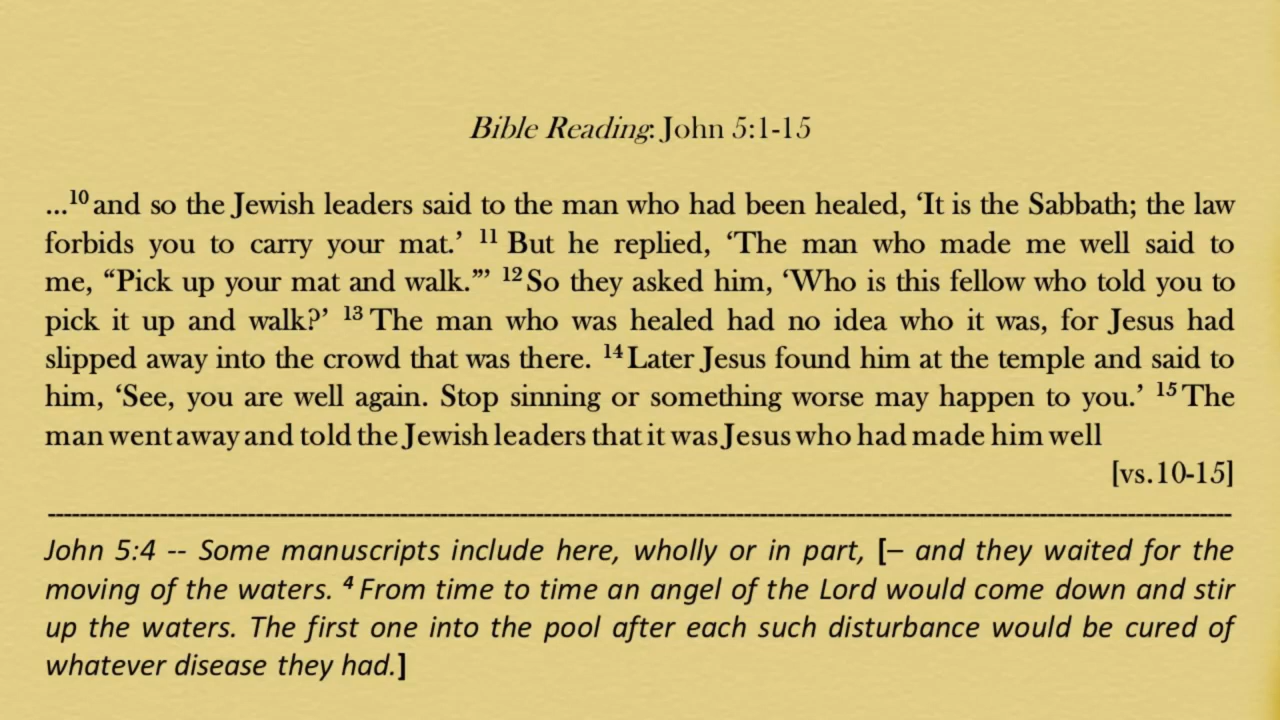 Bible Reading: John 5:1-15
...¹⁰ and so the Jewish leaders said to the man who had been healed, ‘It is the Sabbath; the law
forbids you to carry your mat.’ ¹¹ But he replied, ‘The man who made me well said to
me, “Pick up your mat and walk.”’ ¹² So they asked him, ‘Who is this fellow who told you to
pick it up and walk?’ ¹³ The man who was healed had no idea who it was, for Jesus had
slipped away into the crowd that was there. ¹⁴ Later Jesus found him at the temple and said to
him, ‘See, you are well again. Stop sinning or something worse may happen to you.’ ¹⁵ The
man went away and told the Jewish leaders that it was Jesus who had made him well
[vs.10-15]
John 5:4 -- Some manuscripts include here, wholly or in part, [– and they waited for the
moving of the waters. ⁴ From time to time an angel of the Lord would come down and stir
up the waters. The first one into the pool after each such disturbance would be cured of
whatever disease they had.]